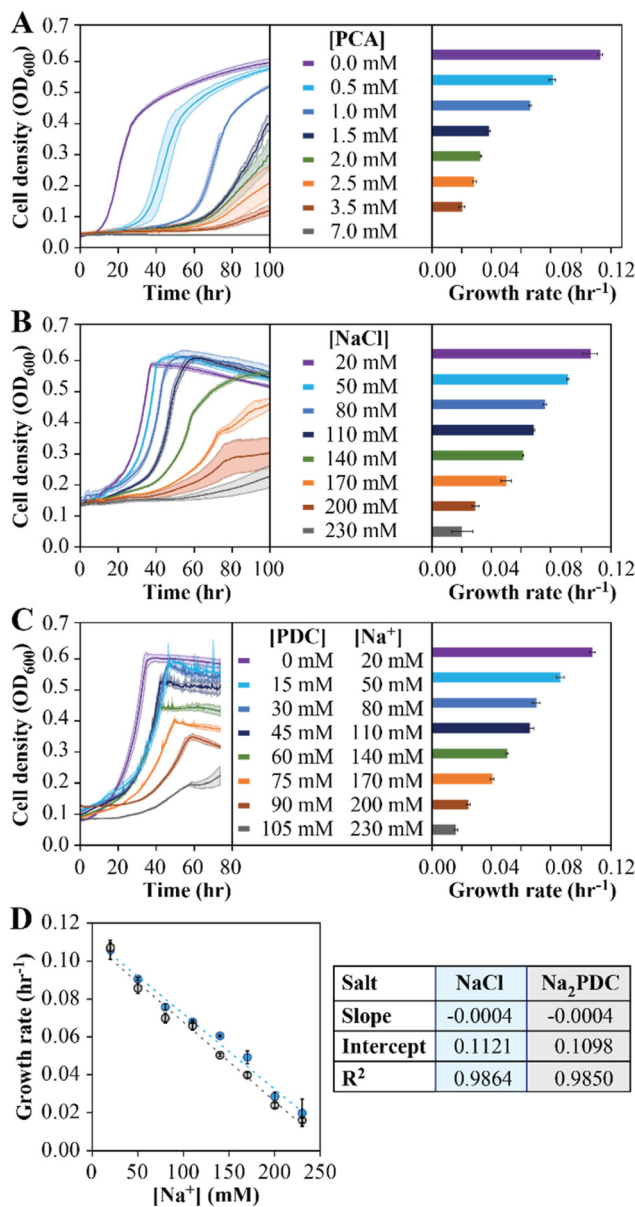 A
Cell density (OD600)
0.7
0.6
0.5
0.4
0.3
0.2
0.1
0.0
0 20 40 60 80 100
Time (hr)
[PCA]
0.0 mM
0.5 mM
1.0 mM
1.5 mM
2.0 mM
2.5 mM
3.5 mM
7.0 mM
0.00 0.04 0.08 0.12
Growth rate (hr-1)
B
Cell density (OD600)
0.7
0.6
0.5
0.4
0.3
0.2
0.1
0.0
0 20 40 60 80 100
Time (hr)
[NaCl]
20 mM
50 mM
80 mM
110 mM
140 mM
170 mM
200 mM
230 mM
0.00 0.04 0.08 0.12
Growth rate (hr-1)
C
Cell density (OD600)
0.7
0.6
0.5
0.4
0.3
0.2
0.1
0.0
0 20 40 60 80
Time (hr)
[PDC] [Na+]
0 mM 20 mM
15 mM 50 mM
30 mM 80 mM
45 mM 110 mM
60 mM 140 mM
75 mM 170 mM
90 mM 200 mM
105 mM 230 mM
0.00 0.04 0.08 0.12
Growth rate (hr-1)
D
Growth rate (hr-1)
0.12
0.10
0.08
0.06
0.04
0.02
0.00
0 50 100 150 200 250
[Na+] (mM)
Salt NaCl Na2PDC
Slope -0.0004 -0.0004
Intercept 0.1121 0.1098
R2 0.9864 0.9850